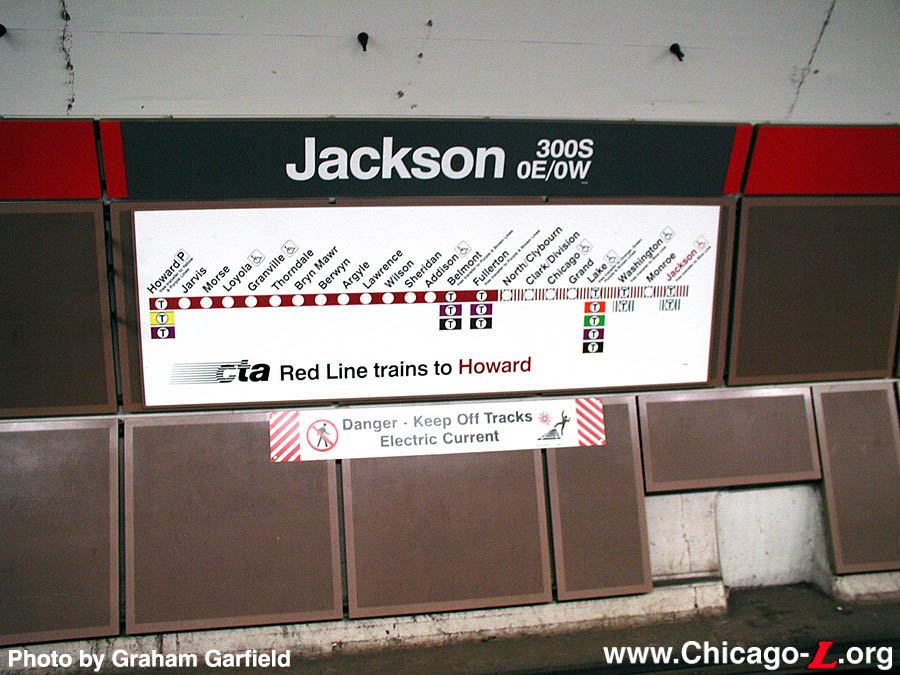 Jackson
300S
0E/0W
Howard P
Jarvis
Morse
Loyola
Granville
Thorndale
Bryn Mawr
Berwyn
Argyle
Lawrence
Wilson
Sheridan
Addison
Belmont
Fullerton
North/Clybourn
Clark/Division
Chicago
Grand
Lake
Washington
Monroe
Jackson
cta Red Line trains to Howard
Danger - Keep Off Tracks
Electric Current
Photo by Graham Garfield
www.Chicago-L.org